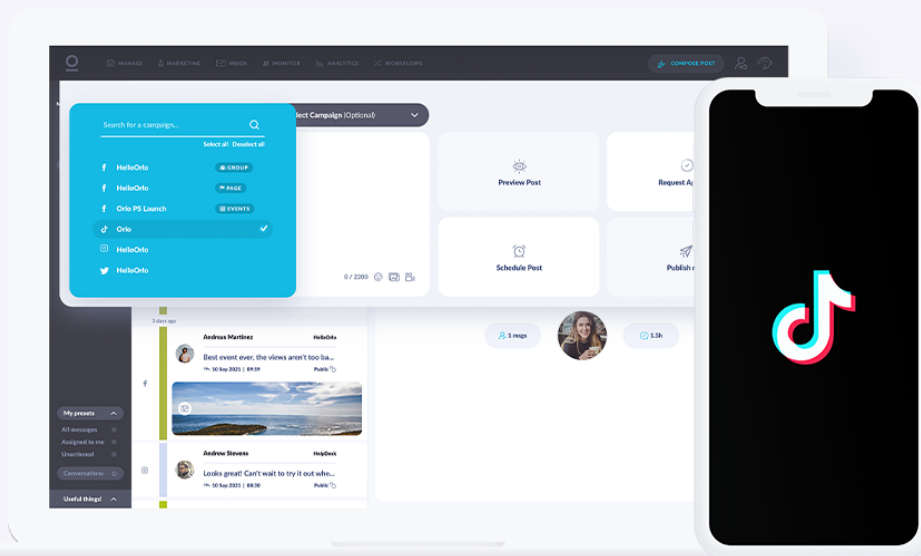 MANAGE
MARKETING
INBOX
MONITOR
ANALYTICS
WORKFLOWS
COMPOSE POST
Search for a campaign...
Select all Deselect all
HelloOrlo GROUP
HelloOrlo PAGE
Orlo PS Launch EVENTS
Orlo
HelloOrlo
HelloOrlo
lect Campaign (Optional)
0 / 2200
Preview Post
Request Ap
Schedule Post
Publish n
3 days ago
Andreas Martinez HelloOrlo
Best event ever, the views aren't too ba...
10 Sep 2021 | 09:59 Public
Andrew Stevens HelpDesk
Looks great! Can't wait to try it out whe...
10 Sep 2021 | 08:30 Public
1 msgs
1.5h
My presets
All messages
Assigned to me
Unactioned
Conversations
Useful things!